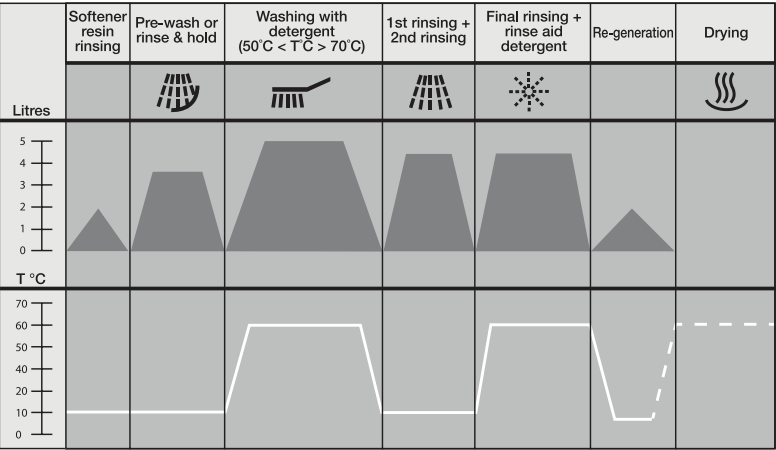 Softener
resin
rinsing
Pre-wash or
rinse & hold
Washing with
detergent
(50°C < T°C > 70°C)
1st rinsing +
2nd rinsing
Final rinsing +
rinse aid
detergent
Re-generation
Drying
Litres
5
4
3
2
1
0
T °C
70
60
50
40
20
10
0